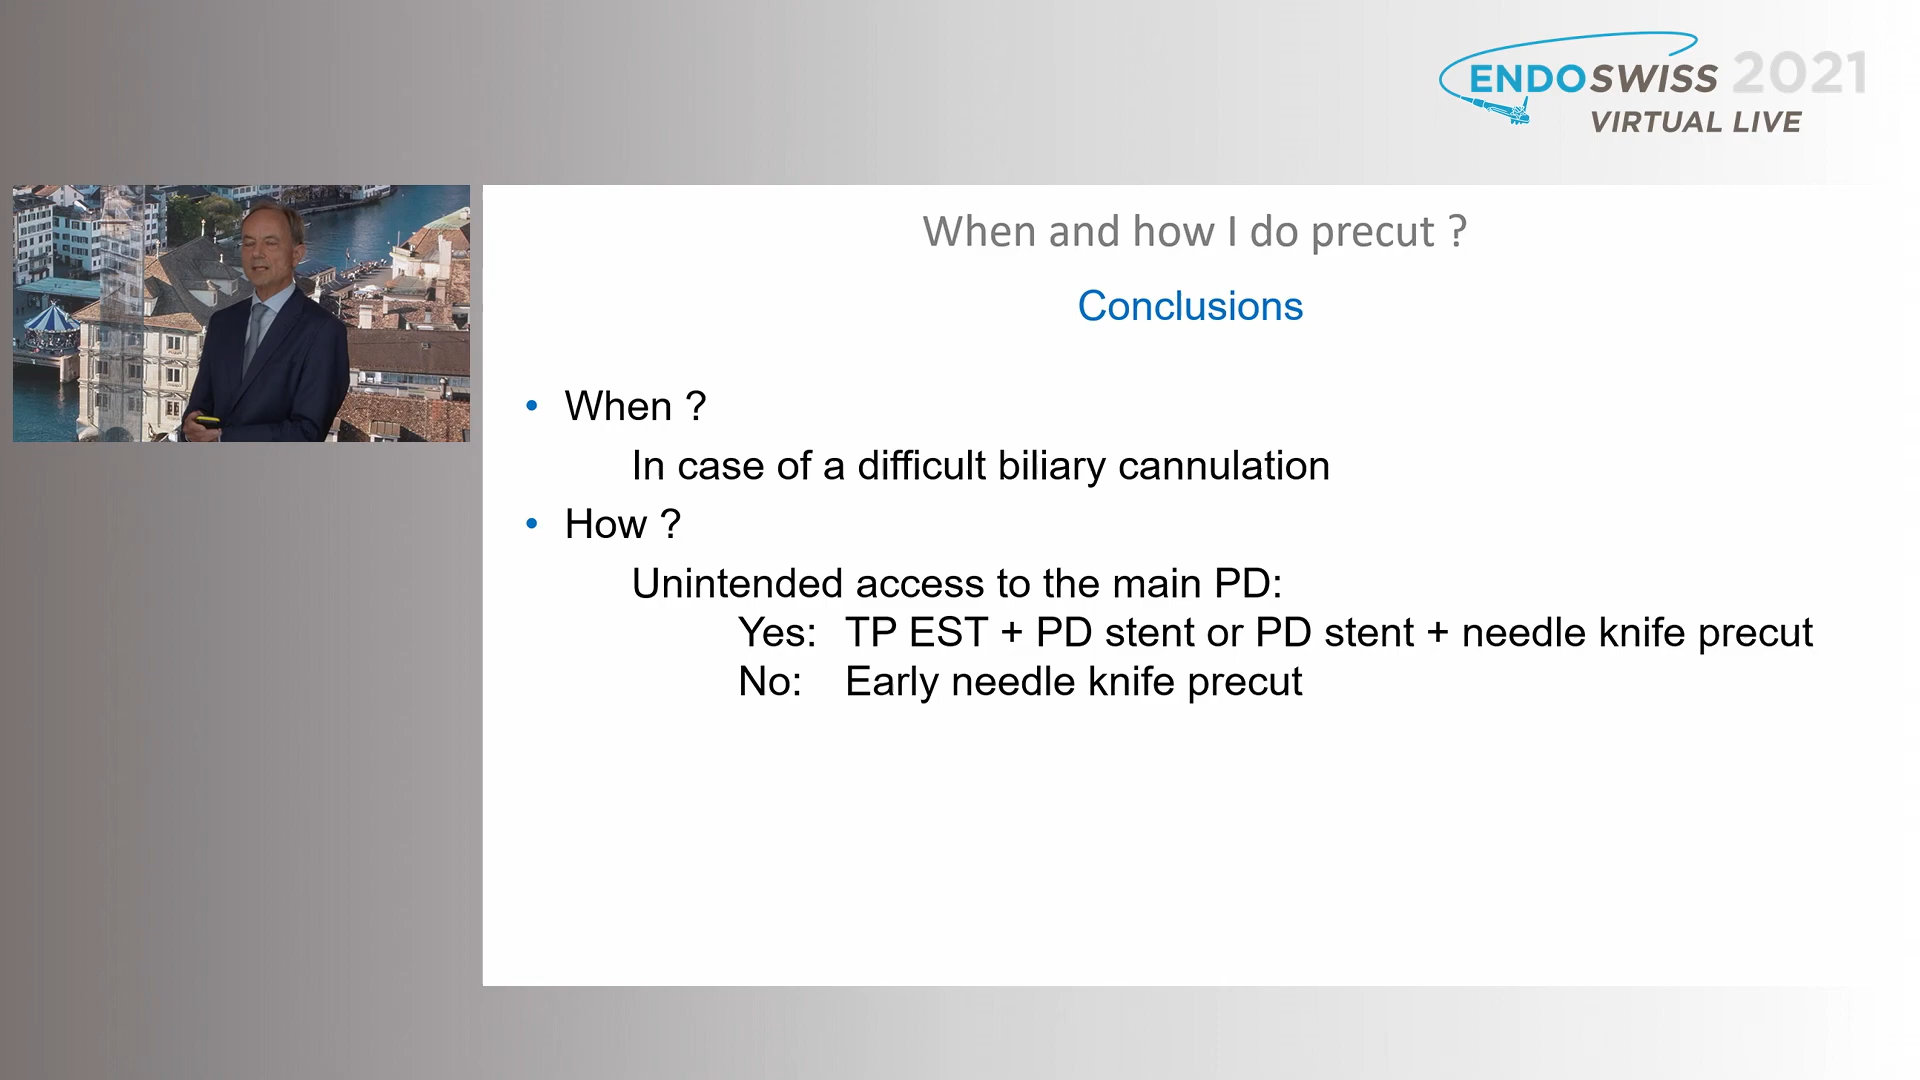 ENDOSWISS 2021
VIRTUAL LIVE
When and how I do precut ?
Conclusions
• When ?
In case of a difficult biliary cannulation
• How ?
Unintended access to the main PD:
Yes: TP EST + PD stent or PD stent + needle knife precut
No: Early needle knife precut